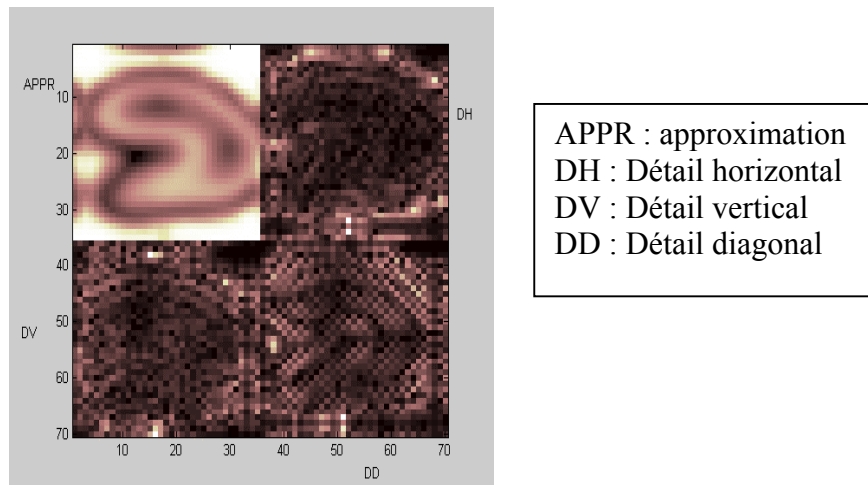 APPR
10
20
30
40
50
60
70
DV
DH
10
20
30
40
50
60
70
DD
APPR : approximation
DH : Détail horizontal
DV : Détail vertical
DD : Détail diagonal